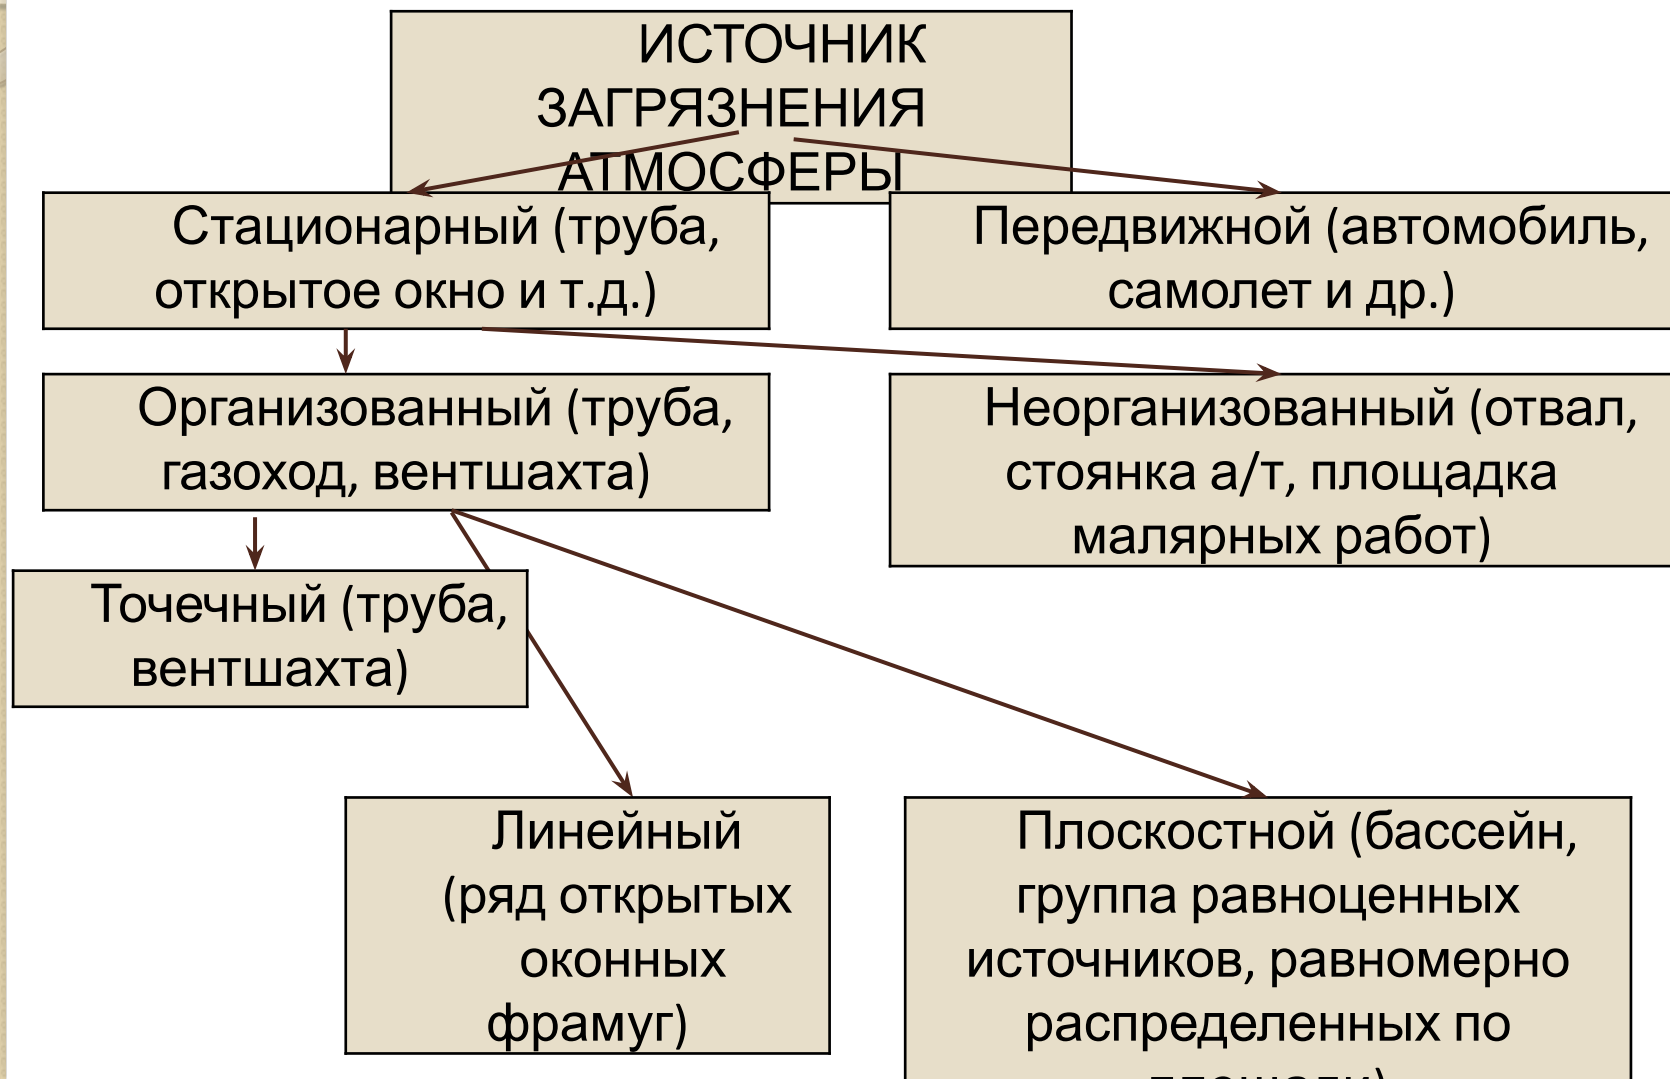 ИСТОЧНИК
ЗАГРЯЗНЕНИЯ
АТМОСФЕРЫ
Стационарный (труба,
открытое окно и т.д.)
Передвижной (автомобиль,
самолет и др.)
Организованный (труба,
газоход, вентшахта)
Неорганизованный (отвал,
стоянка а/т, площадка
малярных работ)
Точечный (труба,
вентшахта)
Линейный
(ряд открытых
оконных
фрамуг)
Плоскостной (бассейн,
группа равноценных
источников, равномерно
распределенных по